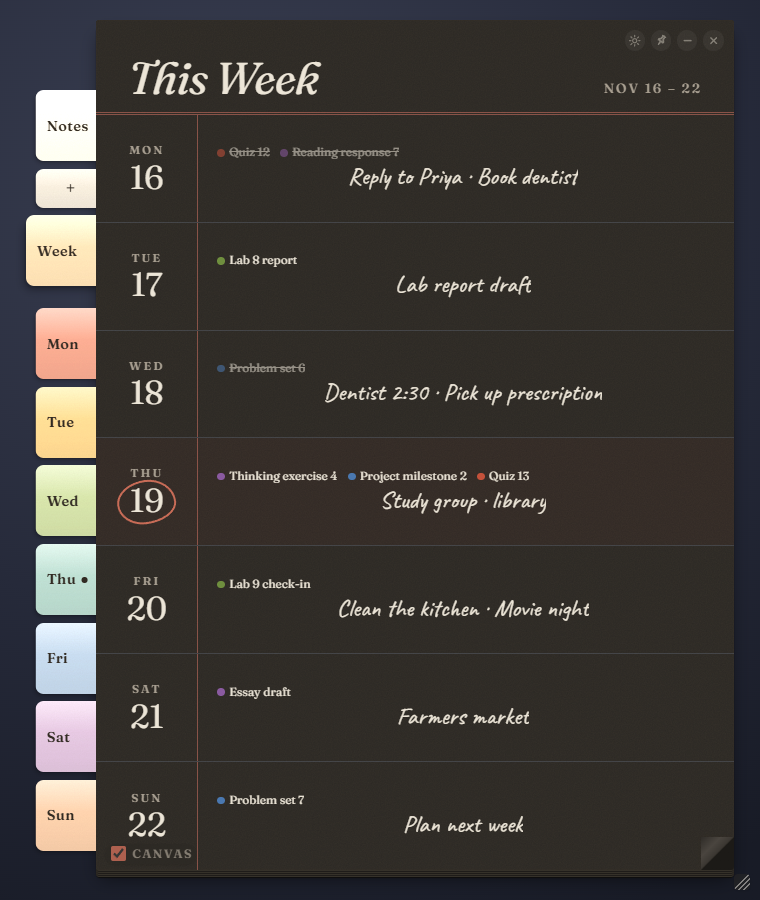 This Week
NOV 16 – 22
Notes
+
Week
Mon
Tue
Wed
Thu •
Fri
Sat
Sun
MON
16
Quiz 12 Reading response 7
Reply to Priya · Book dentist
TUE
17
Lab 8 report
Lab report draft
WED
18
Problem set 6
Dentist 2:30 · Pick up prescription
THU
19
Thinking exercise 4 Project milestone 2 Quiz 13
Study group · library
FRI
20
Lab 9 check-in
Clean the kitchen · Movie night
SAT
21
Essay draft
Farmers market
SUN
22
Problem set 7
Plan next week
CANVAS